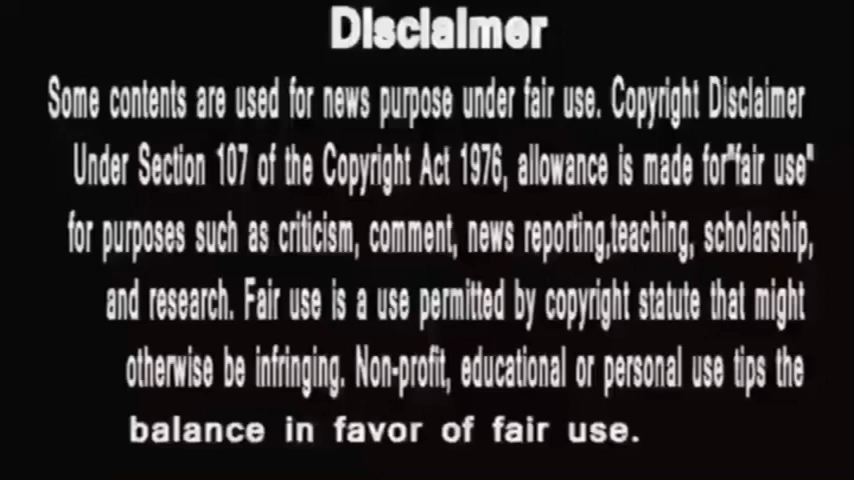 Disclaimer
Some contents are used for news purpose under fair use. Copyright Disclaimer
Under Section 107 of the Copyright Act 1976, allowance is made for"fair use"
for purposes such as criticism, comment, news reporting,teaching, scholarship,
and research. Fair use is a use permitted by copyright statute that might
otherwise be infringing. Non-profit, educational or personal use tips the
balance in favor of fair use.